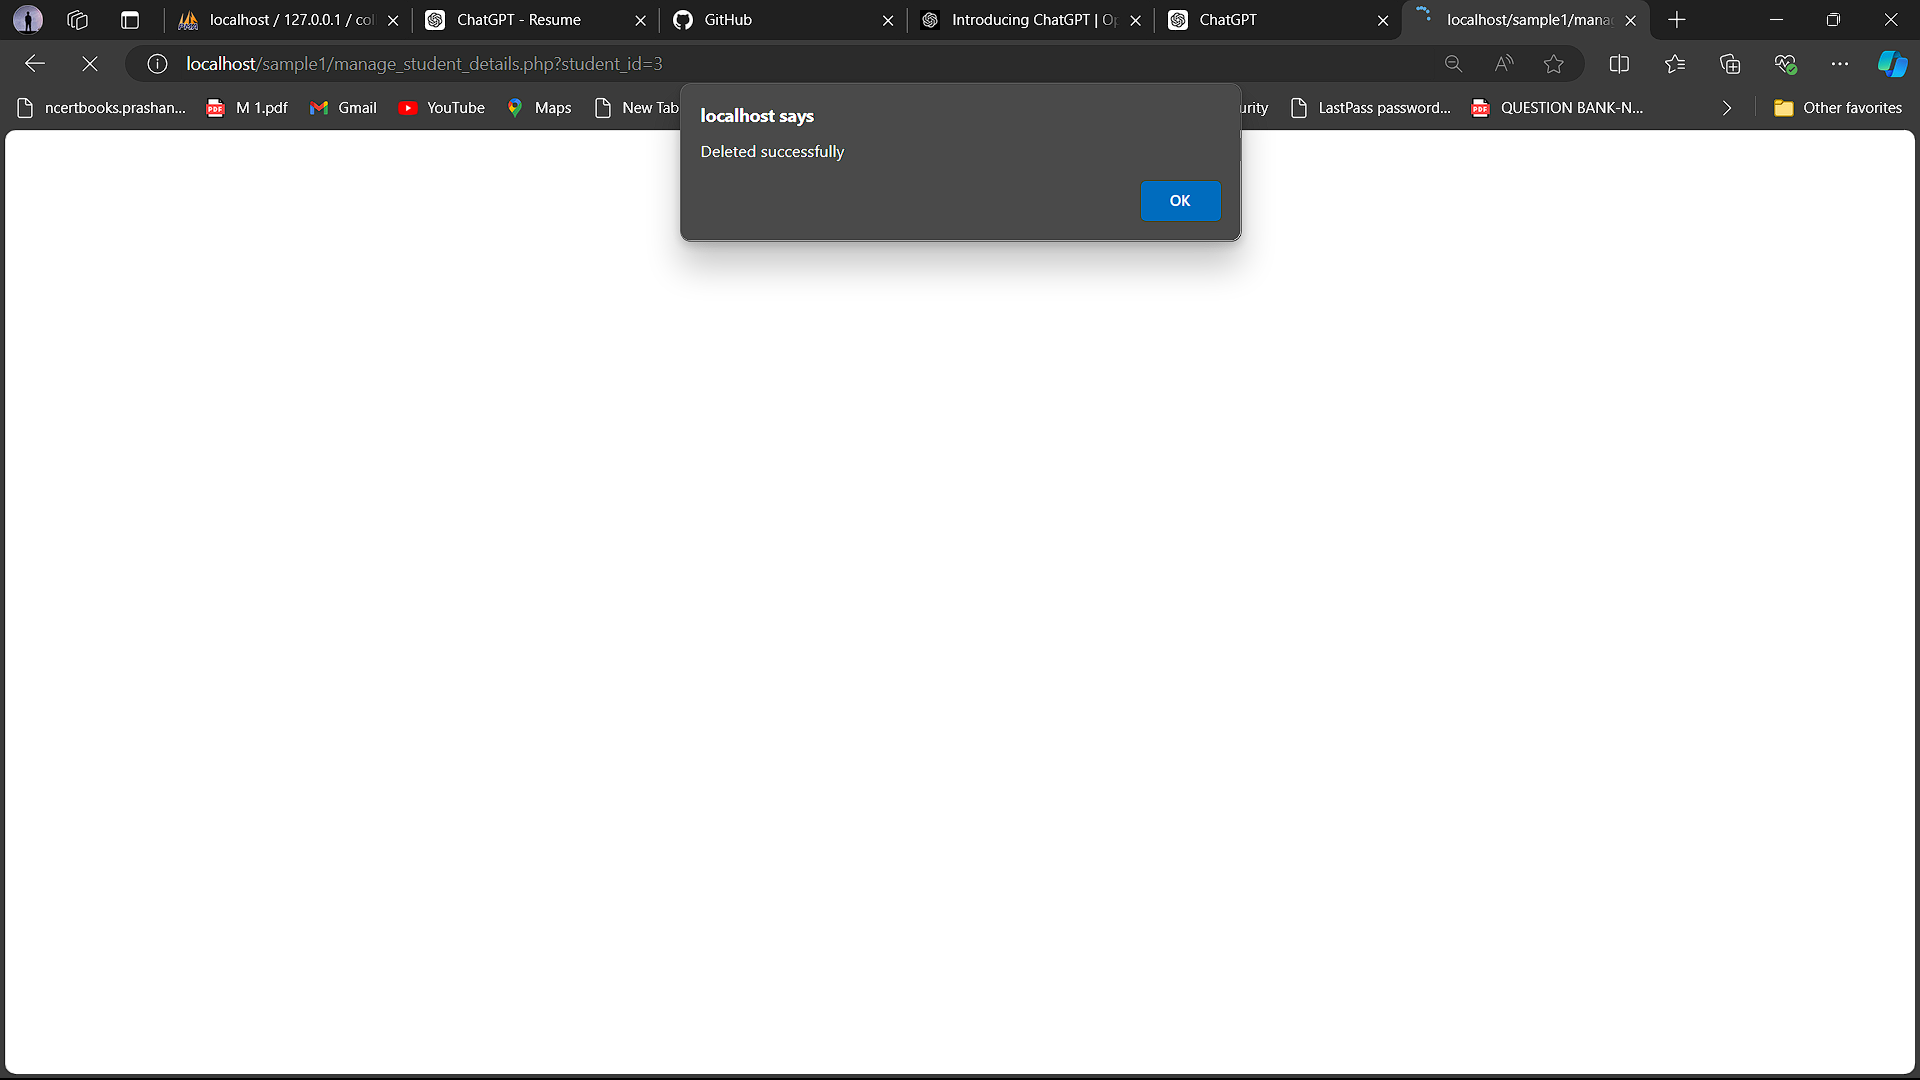 localhost / 127.0.0.1 / col
ChatGPT - Resume
GitHub
Introducing ChatGPT | Op
ChatGPT
localhost/sample1/mana
localhost/sample1/manage_student_details.php?student_id=3
ncertbooks.prashan...
M 1.pdf
Gmail
YouTube
Maps
New Tab
LastPass password...
QUESTION BANK-N...
Other favorites
localhost says
Deleted successfully
OK